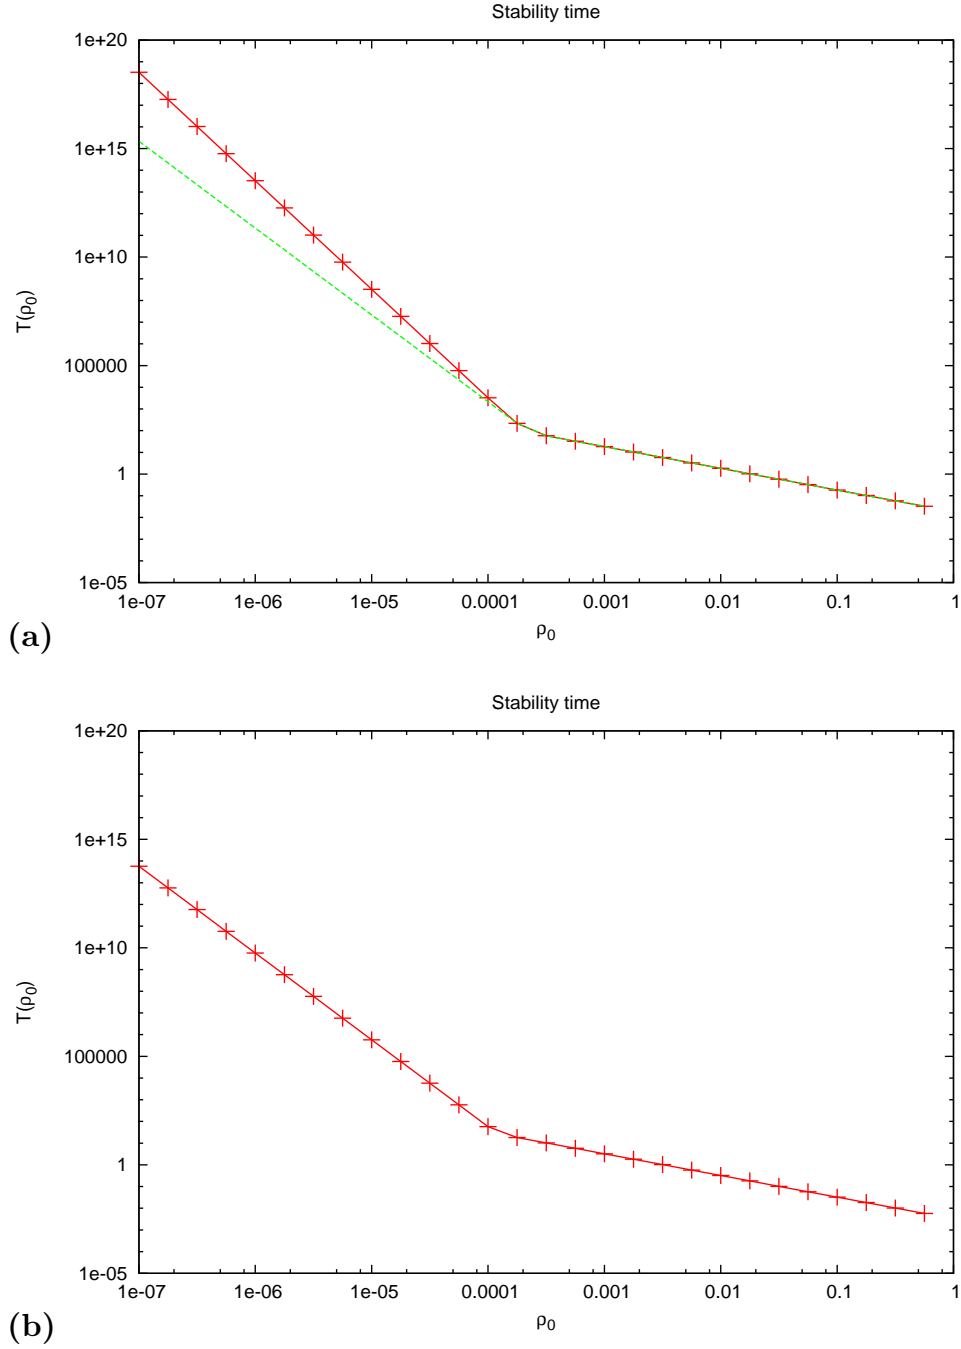 Stability time
1e+20
1e+15
1e+10
100000
1
1e-05
T(ρ₀)
1e-07 1e-06 1e-05 0.0001 0.001 0.01 0.1 1
ρ₀
(a)
Stability time
1e+20
1e+15
1e+10
100000
1
1e-05
T(ρ₀)
1e-07 1e-06 1e-05 0.0001 0.001 0.01 0.1 1
ρ₀
(b)